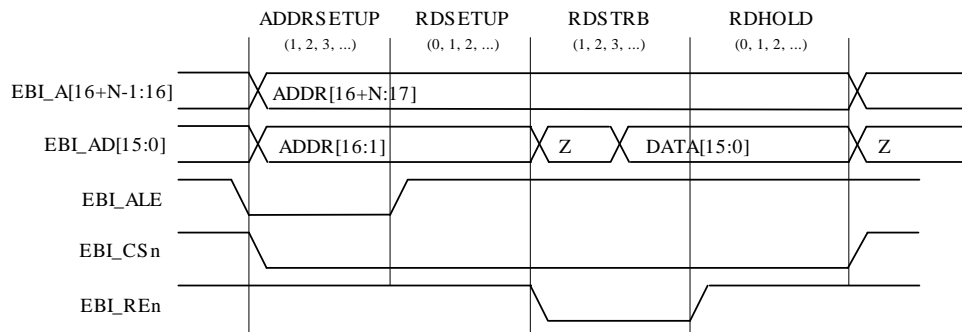 ADDRSETUP RDSETUP RDSTRB RDHOLD
(1, 2, 3, ...) (0, 1, 2, ...) (1, 2, 3, ...) (0, 1, 2, ...)
EBI_A[16+N-1:16] ADDR[16+N:17]
EBI_AD[15:0] ADDR[16:1] Z DATA[15:0] Z
EBI_ALE
EBI_CSn
EBI_REn